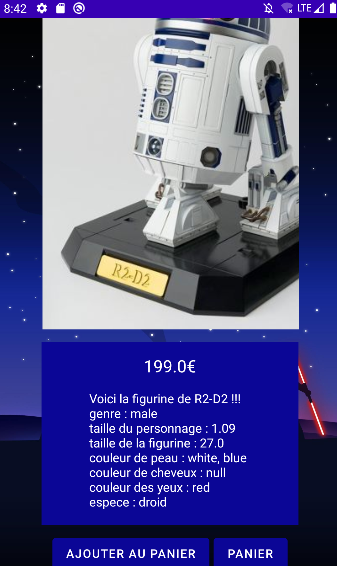 8:42 LTE
R2-D2
199.0€
Voici la figurine de R2-D2 !!!
genre : male
taille du personnage : 1.09
taille de la figurine : 27.0
couleur de peau : white, blue
couleur de cheveux : null
couleur des yeux : red
espece : droid
AJOUTER AU PANIER PANIER